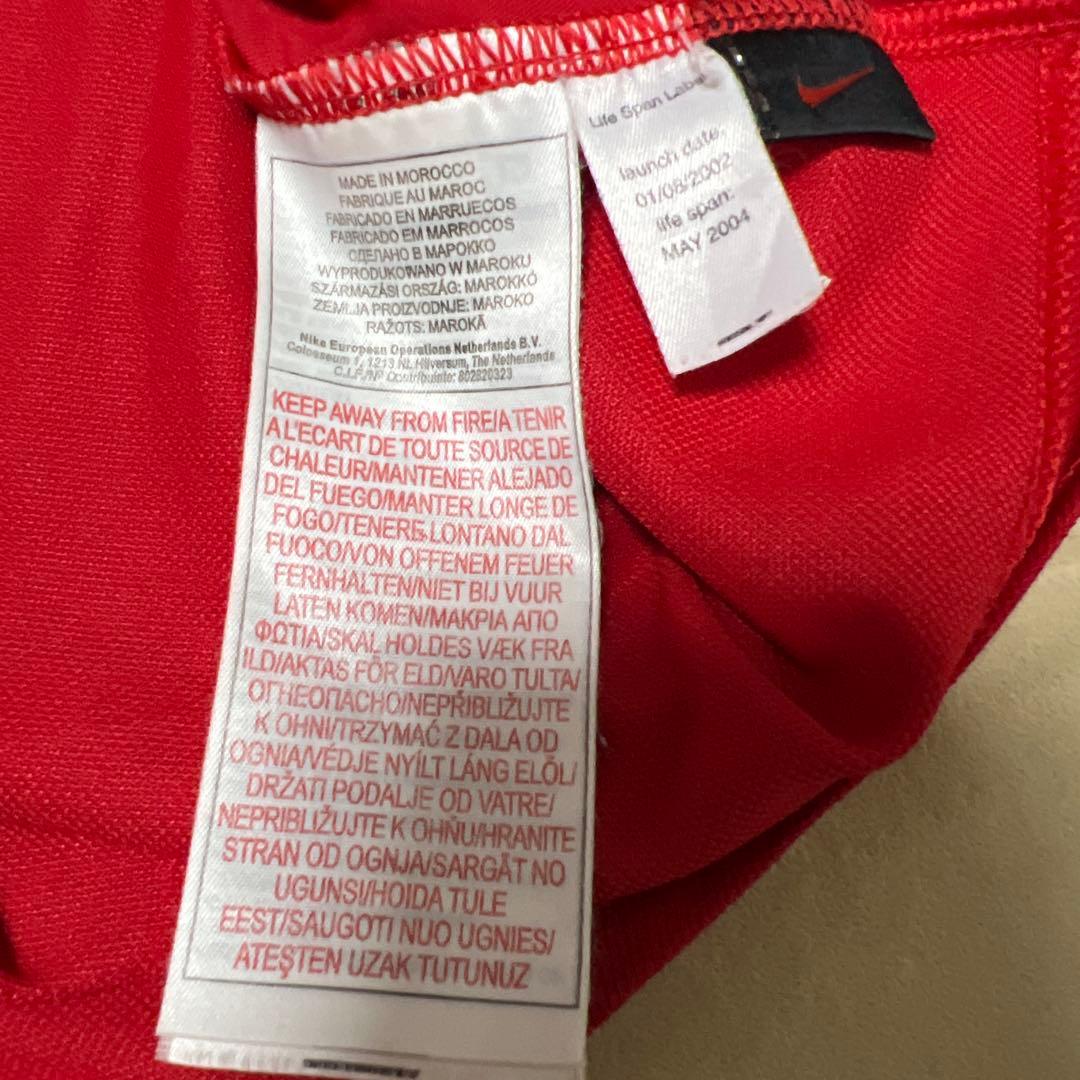 MADE IN MOROCCO
FABRIQUE AU MAROC
FABRICADO EN MARRUECOS
FABRICADO EM MARROCOS
СДЕЛАНО В МАРОККО
WYPRODUKOWANO W MAROKU
SZÁRMAZÁSI ORSZÁG: MAROKKÓ
ZEMLJA PROIZVODNJE: MAROKO
RAŽOTS: MAROKĀ
Nike European Operations Netherlands B.V.
Colosseum 1, 1213 NL Hilversum, The Netherlands
C.I.F/Nº Contribuinte: 802820323
KEEP AWAY FROM FIRE/A TENIR
A L'ECART DE TOUTE SOURCE DE
CHALEUR/MANTENER ALEJADO
DEL FUEGO/MANTER LONGE DE
FOGO/TENERE LONTANO DAL
FUOCO/VON OFFENEM FEUER
FERNHALTEN/NIET BIJ VUUR
LATEN KOMEN/ΜΑΚΡΙΑ ΑΠΟ
ΦΩΤΙΑ/SKAL HOLDES VÆK FRA
ILD/AKTAS FÖR ELD/VARO TULTA/
ОГНЕОПАСНО/NEPŘIBLIŽUJTE
K OHNI/TRZYMAĆ Z DALA OD
OGNIA/VÉDJE NYÍLT LÁNG ELŐL/
DRŽATI PODALJE OD VATRE/
NEPRIBLIŽUJTE K OHŇU/HRANITE
STRAN OD OGNJA/SARGĀT NO
UGUNS/HOIDA TULE
EEST/SAUGOTI NUO UGNIES/
ATEŞTEN UZAK TUTUNUZ
Life Span Label
launch date:
01/08/2002
life span:
MAY 2004